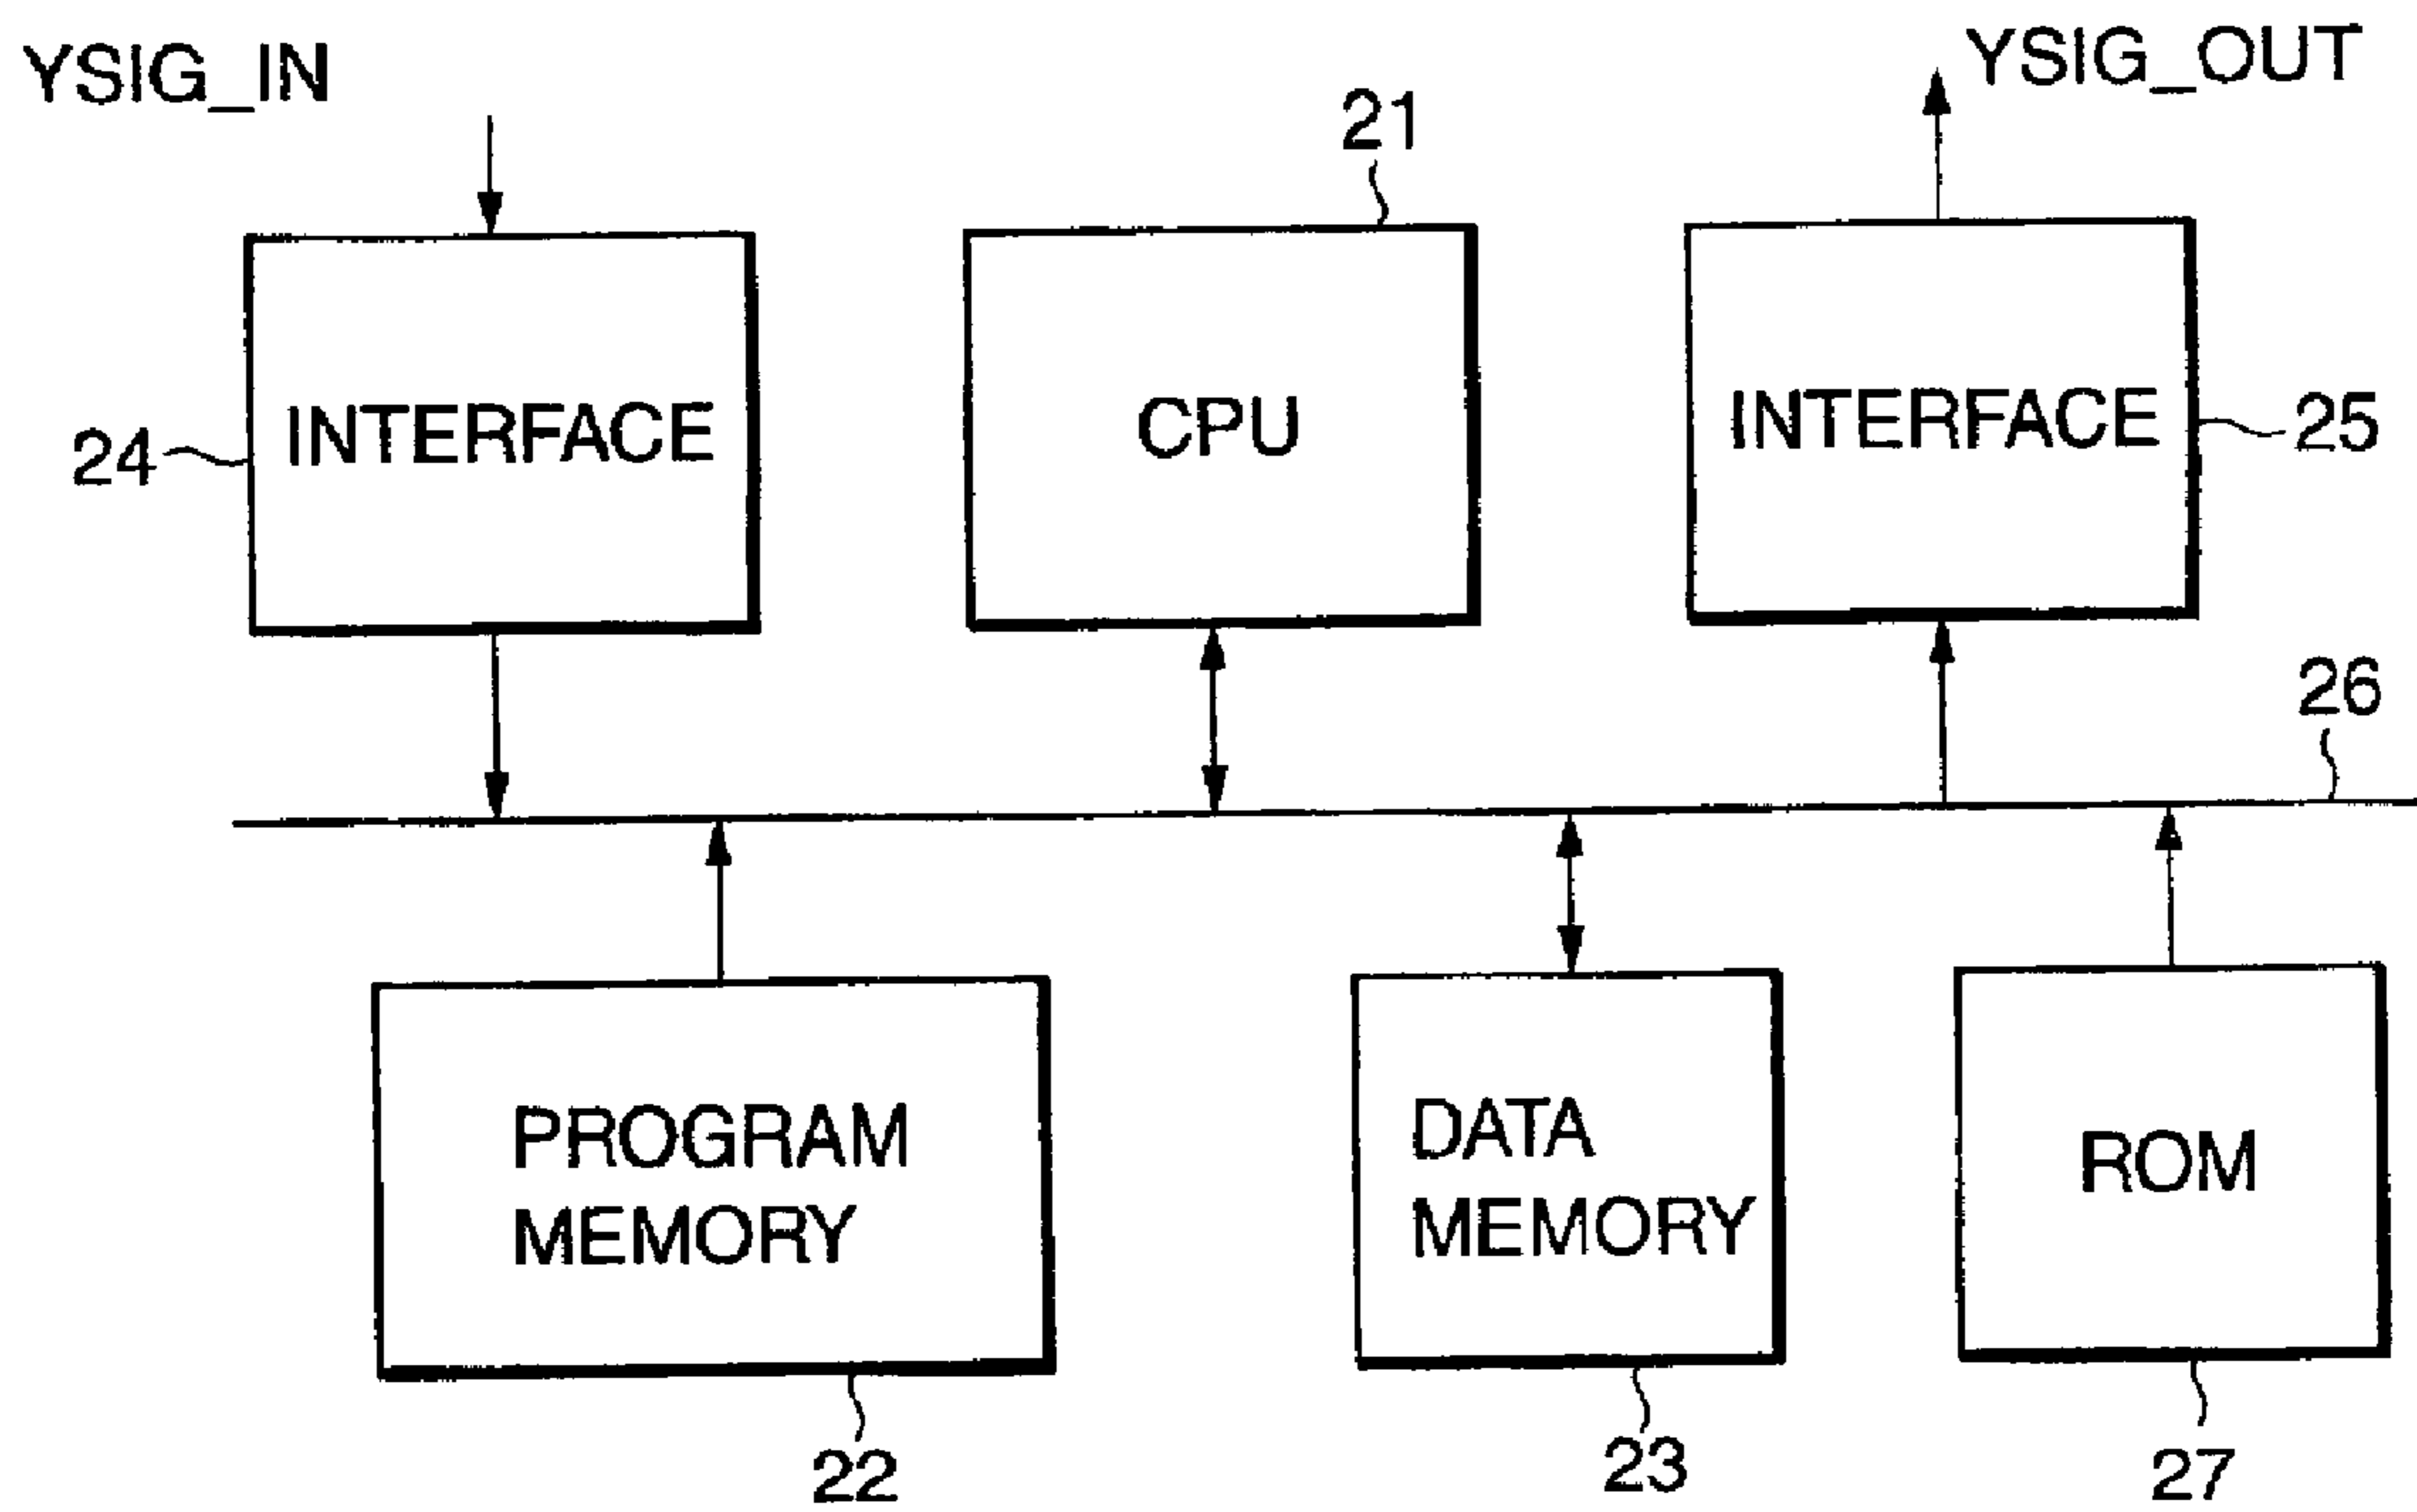 YSIG_IN
YSIG_OUT
21
INTERFACE
CPU
INTERFACE
24
25
26
PROGRAM
MEMORY
DATA
MEMORY
ROM
22
23
27